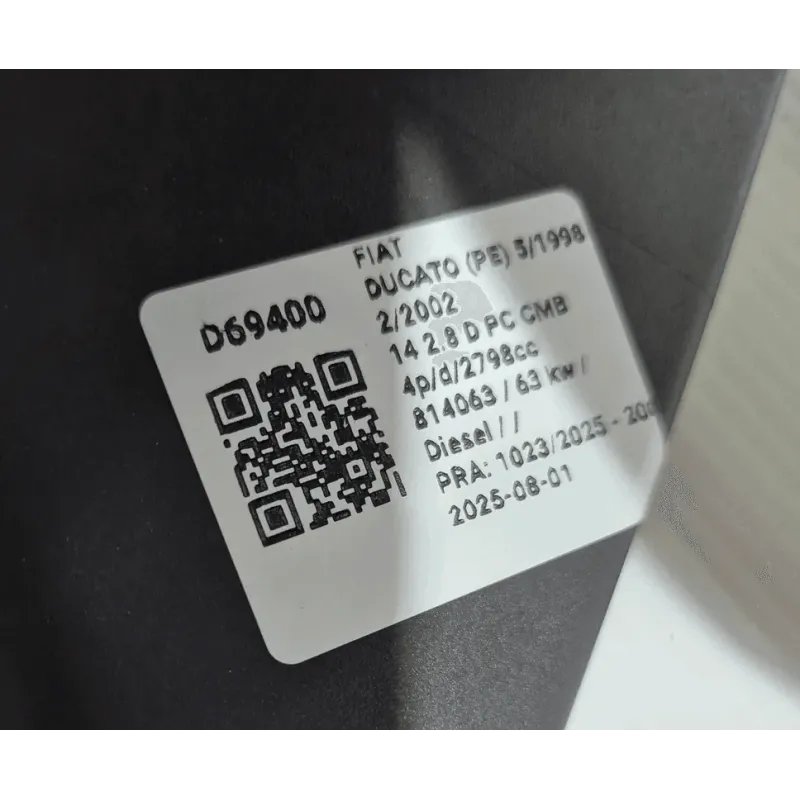 D69400
FIAT
DUCATO (PE) 5/1998
2/2002
14 2.8 D PC CMB
4p/d/2798cc
814063 / 63 kw /
Diesel / /
PRA: 1023/2025 -
2025-08-01